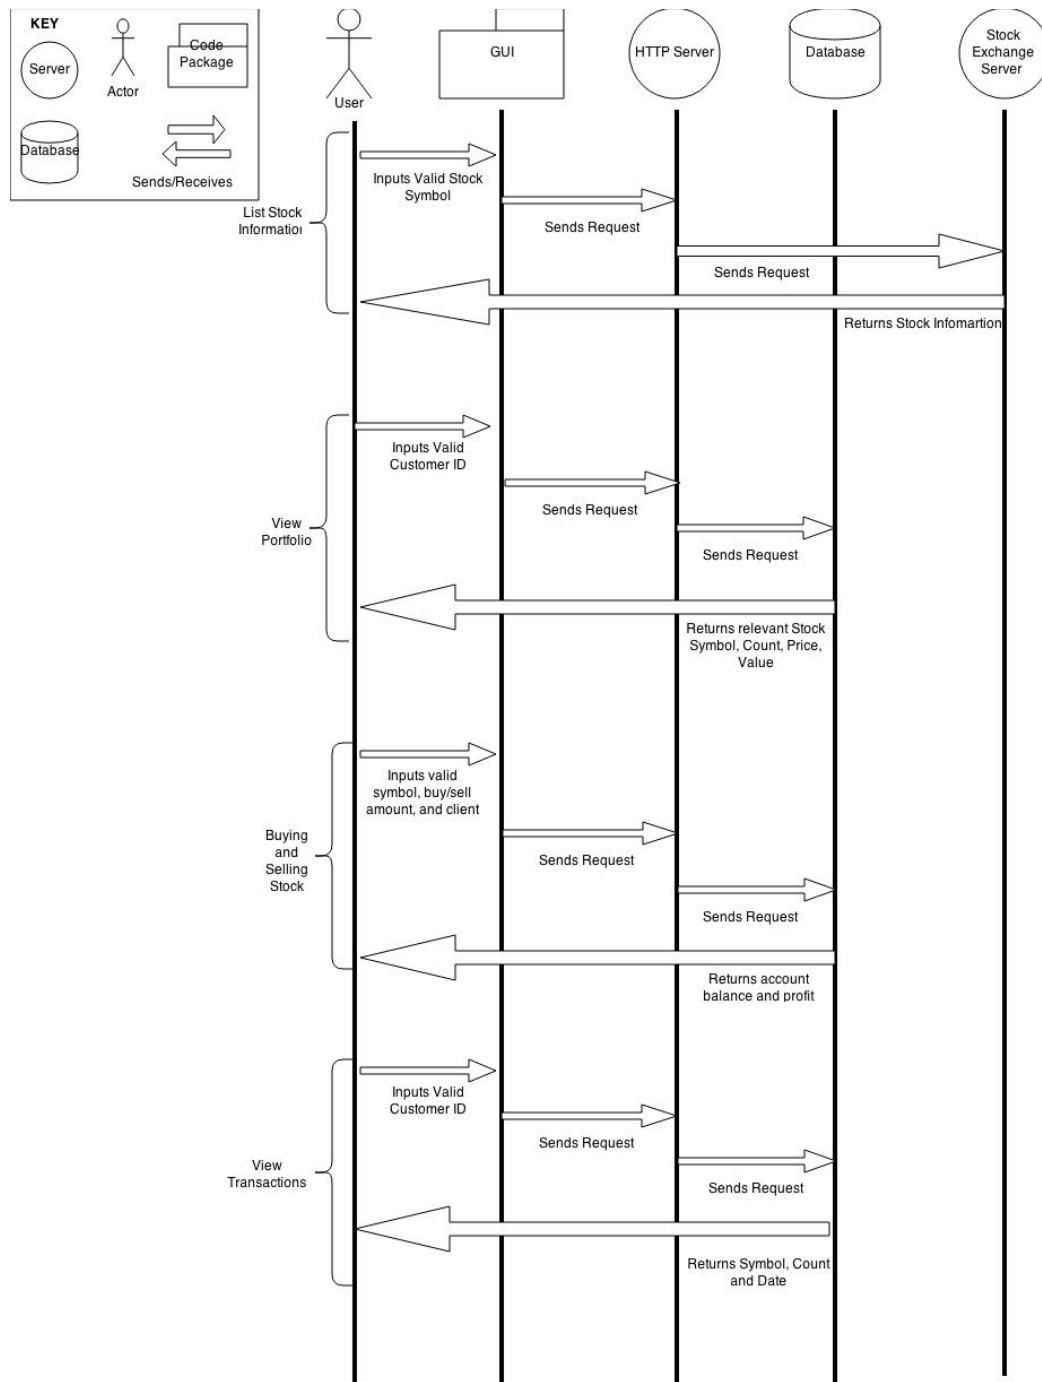 KEY
Server
Actor
Code
Package
Database
Sends/Receives
User
GUI
HTTP Server
Database
Stock
Exchange
Server
List Stock
Information
Inputs Valid Stock
Symbol
Sends Request
Sends Request
Returns Stock Infomartion
View
Portfolio
Inputs Valid
Customer ID
Sends Request
Sends Request
Returns relevant Stock
Symbol, Count, Price,
Value
Buying
and
Selling
Stock
Inputs valid
symbol, buy/sell
amount, and client
Sends Request
Sends Request
Returns account
balance and profit
View
Transactions
Inputs Valid
Customer ID
Sends Request
Sends Request
Returns Symbol, Count
and Date